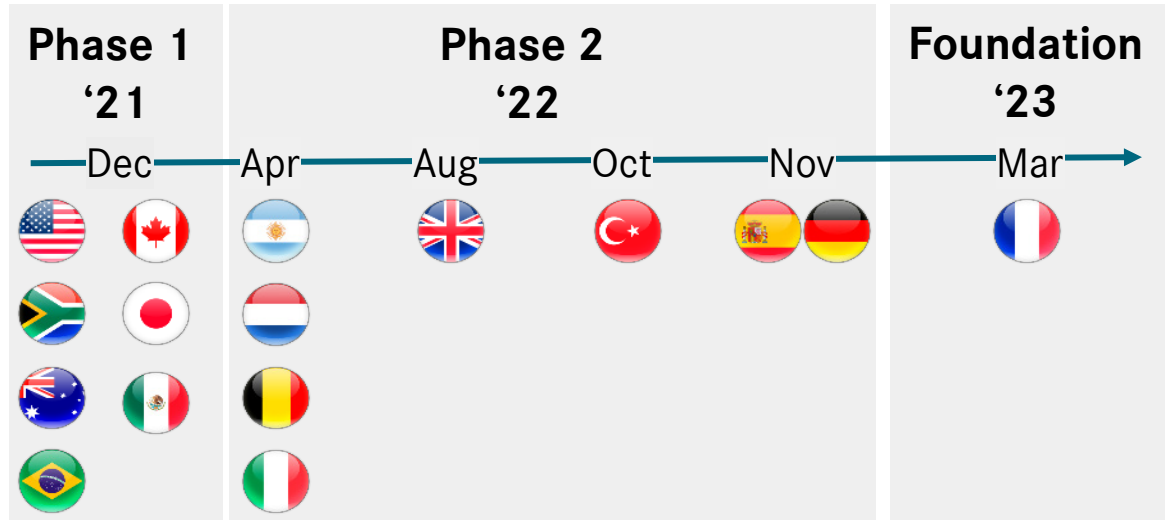 Phase 1
‘21
Phase 2
‘22
Foundation
‘23
Dec
Apr
Aug
Oct
Nov
Mar